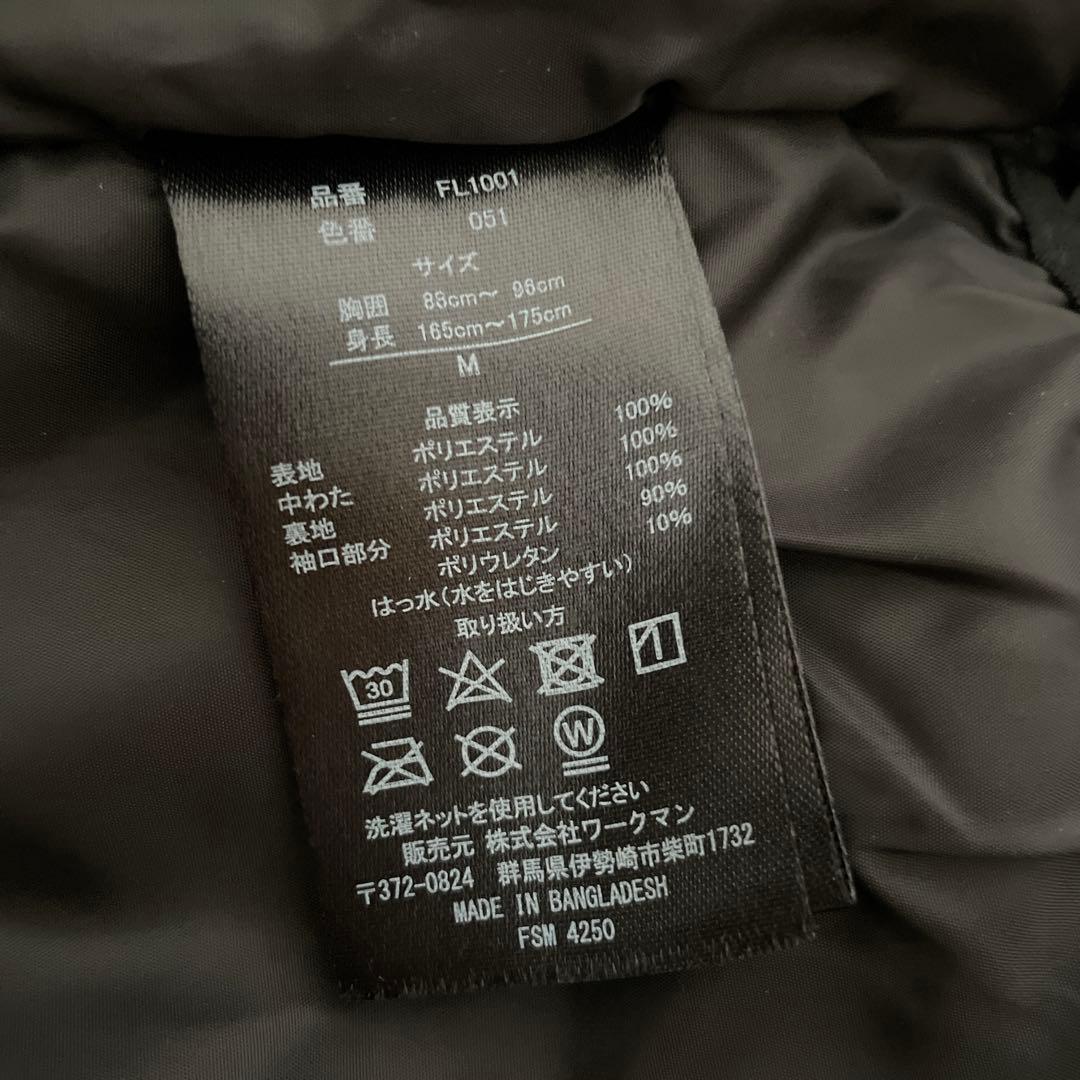 品番 FL1001
色番 051
サイズ
胸囲 88cm～ 96cm
身長 165cm～175cm
M
品質表示
表地 ポリエステル 100%
中わた ポリエステル 100%
裏地 ポリエステル 100%
袖口部分 ポリエステル 90%
ポリウレタン 10%
はっ水(水をはじきやすい)
取り扱い方
30
W
洗濯ネットを使用してください
販売元 株式会社ワークマン
〒372-0824 群馬県伊勢崎市柴町1732
MADE IN BANGLADESH
FSM 4250